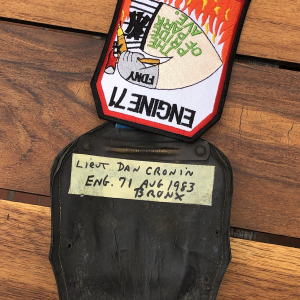 FDNY
ENGINE 71
LIEUT DAN CRONIN
ENG. 71 AUG 1983
BRONX